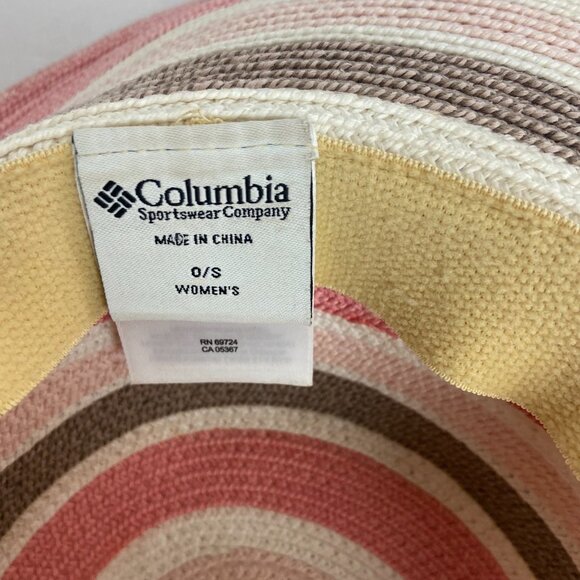 Columbia
Sportswear Company
MADE IN CHINA
O/S
WOMEN'S
RN 69724
CA 05367